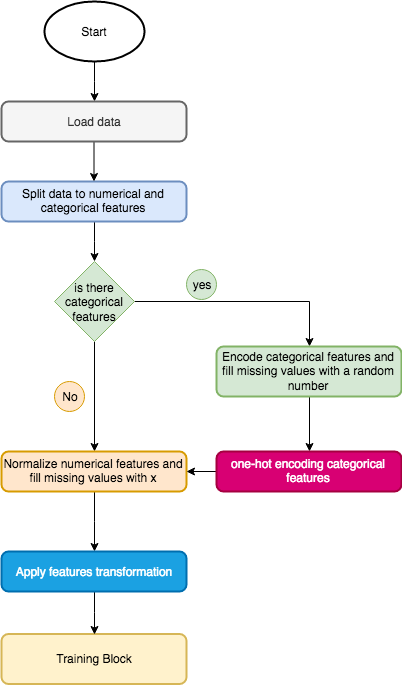 Start
Load data
Split data to numerical and
categorical features
is there
categorical
features
yes
Encode categorical features and
fill missing values with a random
number
No
Normalize numerical features and
fill missing values with x
one-hot encoding categorical
features
Apply features transformation
Training Block